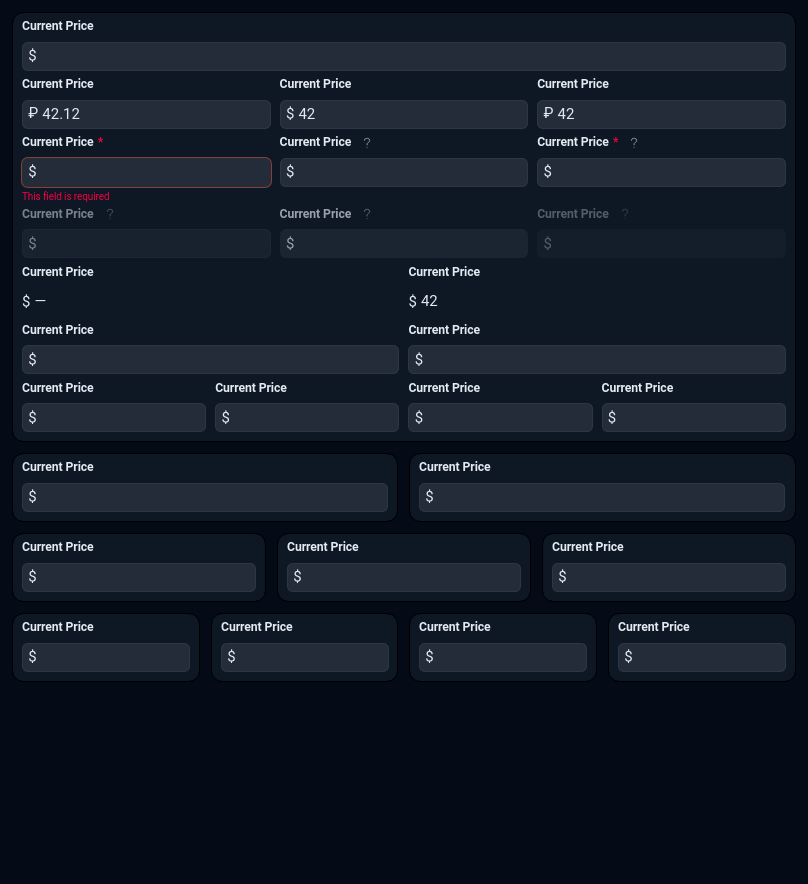 Current Price
$
Current Price Current Price Current Price
₽ 42.12 $ 42 ₽ 42
Current Price * Current Price ? Current Price * ?
$ $ $
This field is required
Current Price ? Current Price ? Current Price ?
$ $ $
Current Price Current Price
$ — $ 42
Current Price Current Price
$ $
Current Price Current Price Current Price Current Price
$ $ $ $
Current Price Current Price
$ $
Current Price Current Price Current Price
$ $ $
Current Price Current Price Current Price Current Price
$ $ $ $